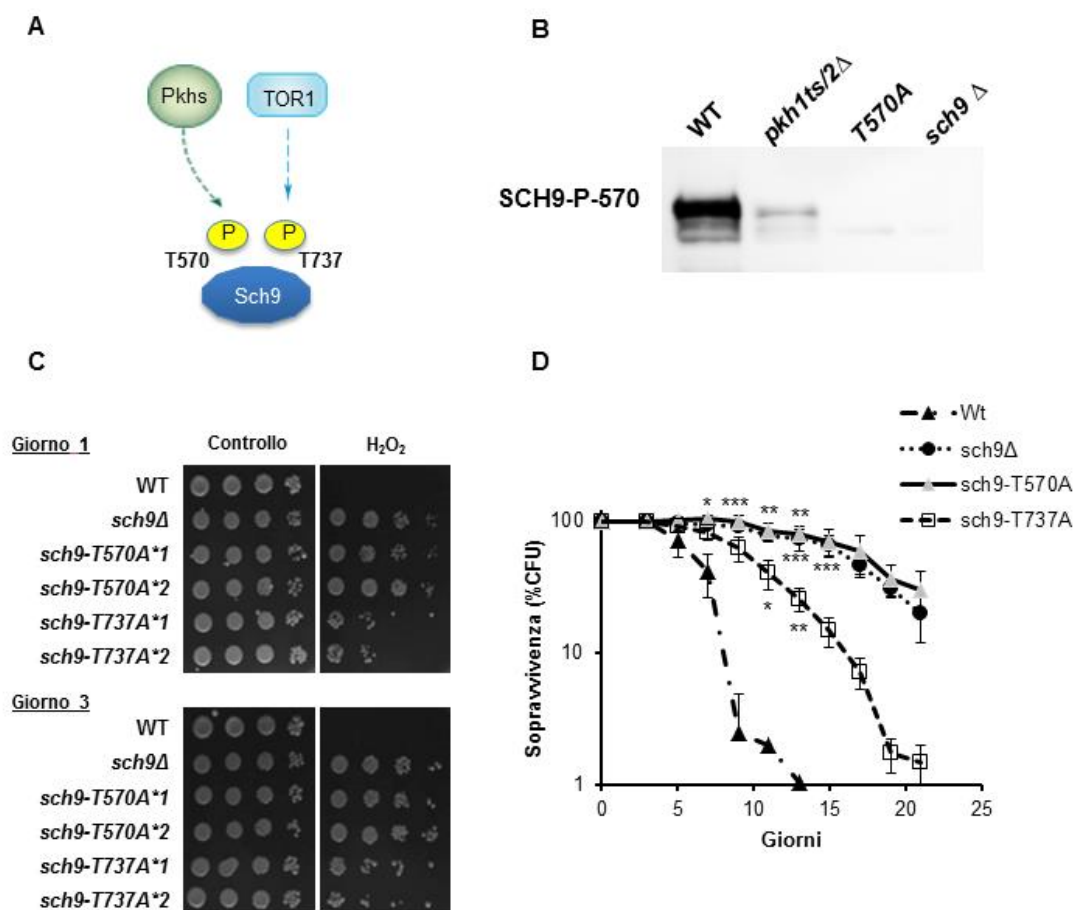 A
Pkhs
TOR1
P
P
T570
T737
Sch9
B
WT
pkh1ts/2Δ
T570A
sch9 Δ
SCH9-P-570
C
Giorno 1
Controllo
H₂O₂
WT
sch9Δ
sch9-T570A*1
sch9-T570A*2
sch9-T737A*1
sch9-T737A*2
Giorno 3
WT
sch9Δ
sch9-T570A*1
sch9-T570A*2
sch9-T737A*1
sch9-T737A*2
D
Wt
sch9Δ
sch9-T570A
sch9-T737A
Sopravvivenza (%CFU)
100
10
1
* *** ** **
*** ***
*
**
0 5 10 15 20 25
Giorni